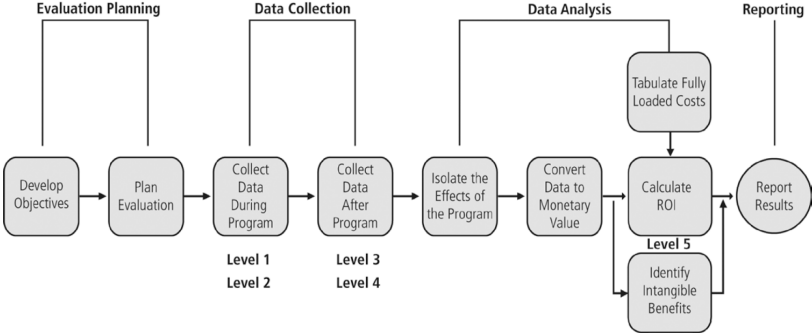 Evaluation Planning
Data Collection
Data Analysis
Reporting
Tabulate Fully
Loaded Costs
Develop
Objectives
Plan
Evaluation
Collect
Data
During
Program
Collect
Data
After
Program
Isolate the
Effects of
the Program
Convert
Data to
Monetary
Value
Calculate
ROI
Report
Results
Level 1
Level 2
Level 3
Level 4
Level 5
Identify
Intangible
Benefits